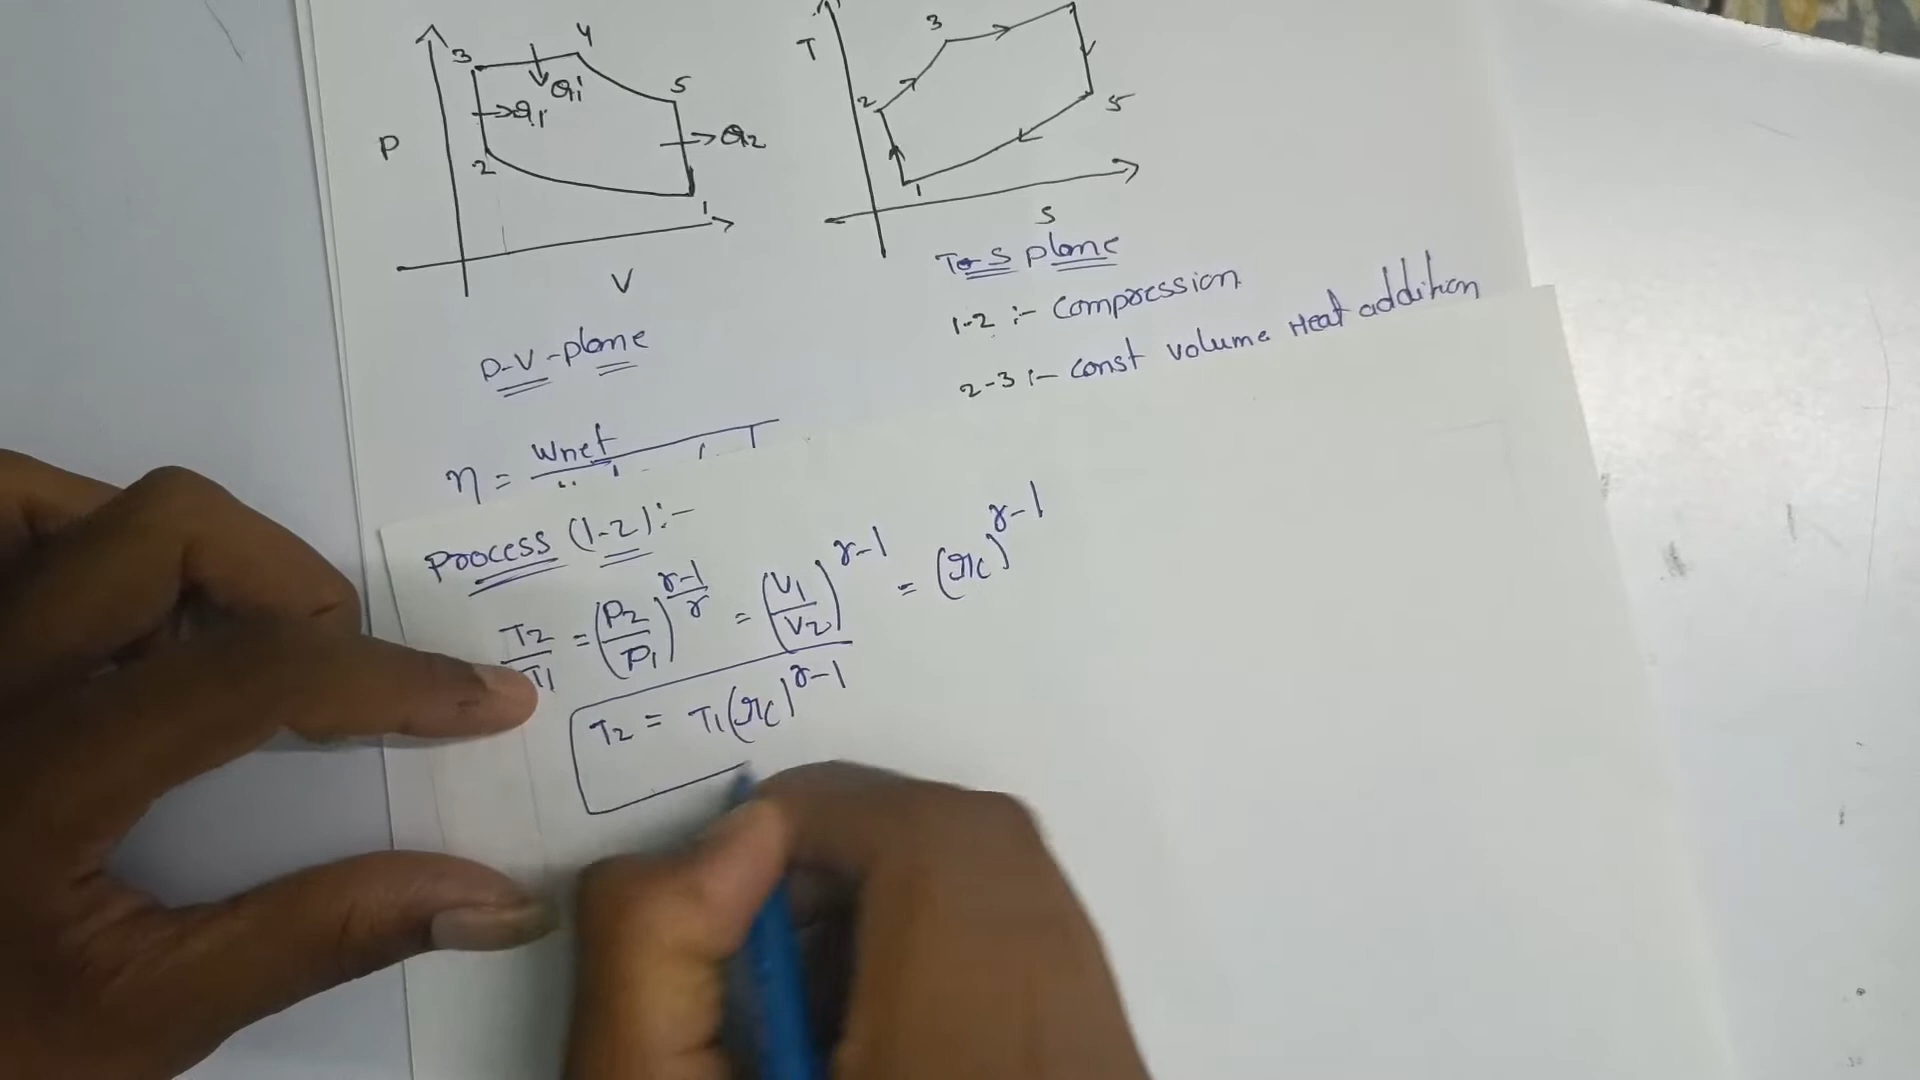 P
3
4
Q1'
Q1
2
5
Q2
1
V
P-V-plane
T
3
2
5
1
S
T-S plane
1-2 :- Compression
2-3 :- const volume Heat addition
η = Wnet
Process (1-2):-
T2/T1 = (P2/P1)^(γ-1)/γ = (V1/V2)^γ-1 = (rc)^γ-1
T2 = T1(rc)^γ-1